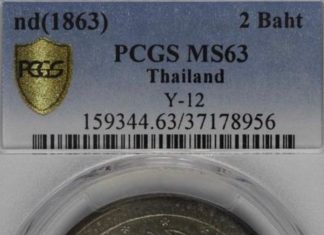 nd(1863) 2 Baht
PCGS PCGS MS63
Thailand
Y-12
159344.63/37178956